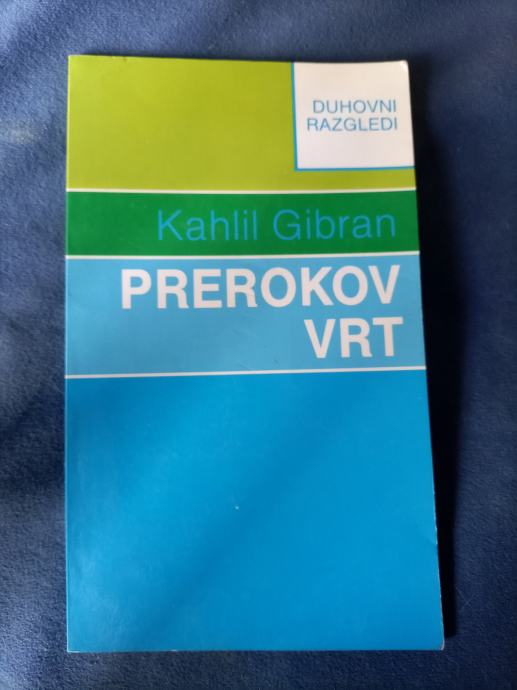 DUHOVNI
RAZGLEDI
Kahlil Gibran
PREROKOV
VRT